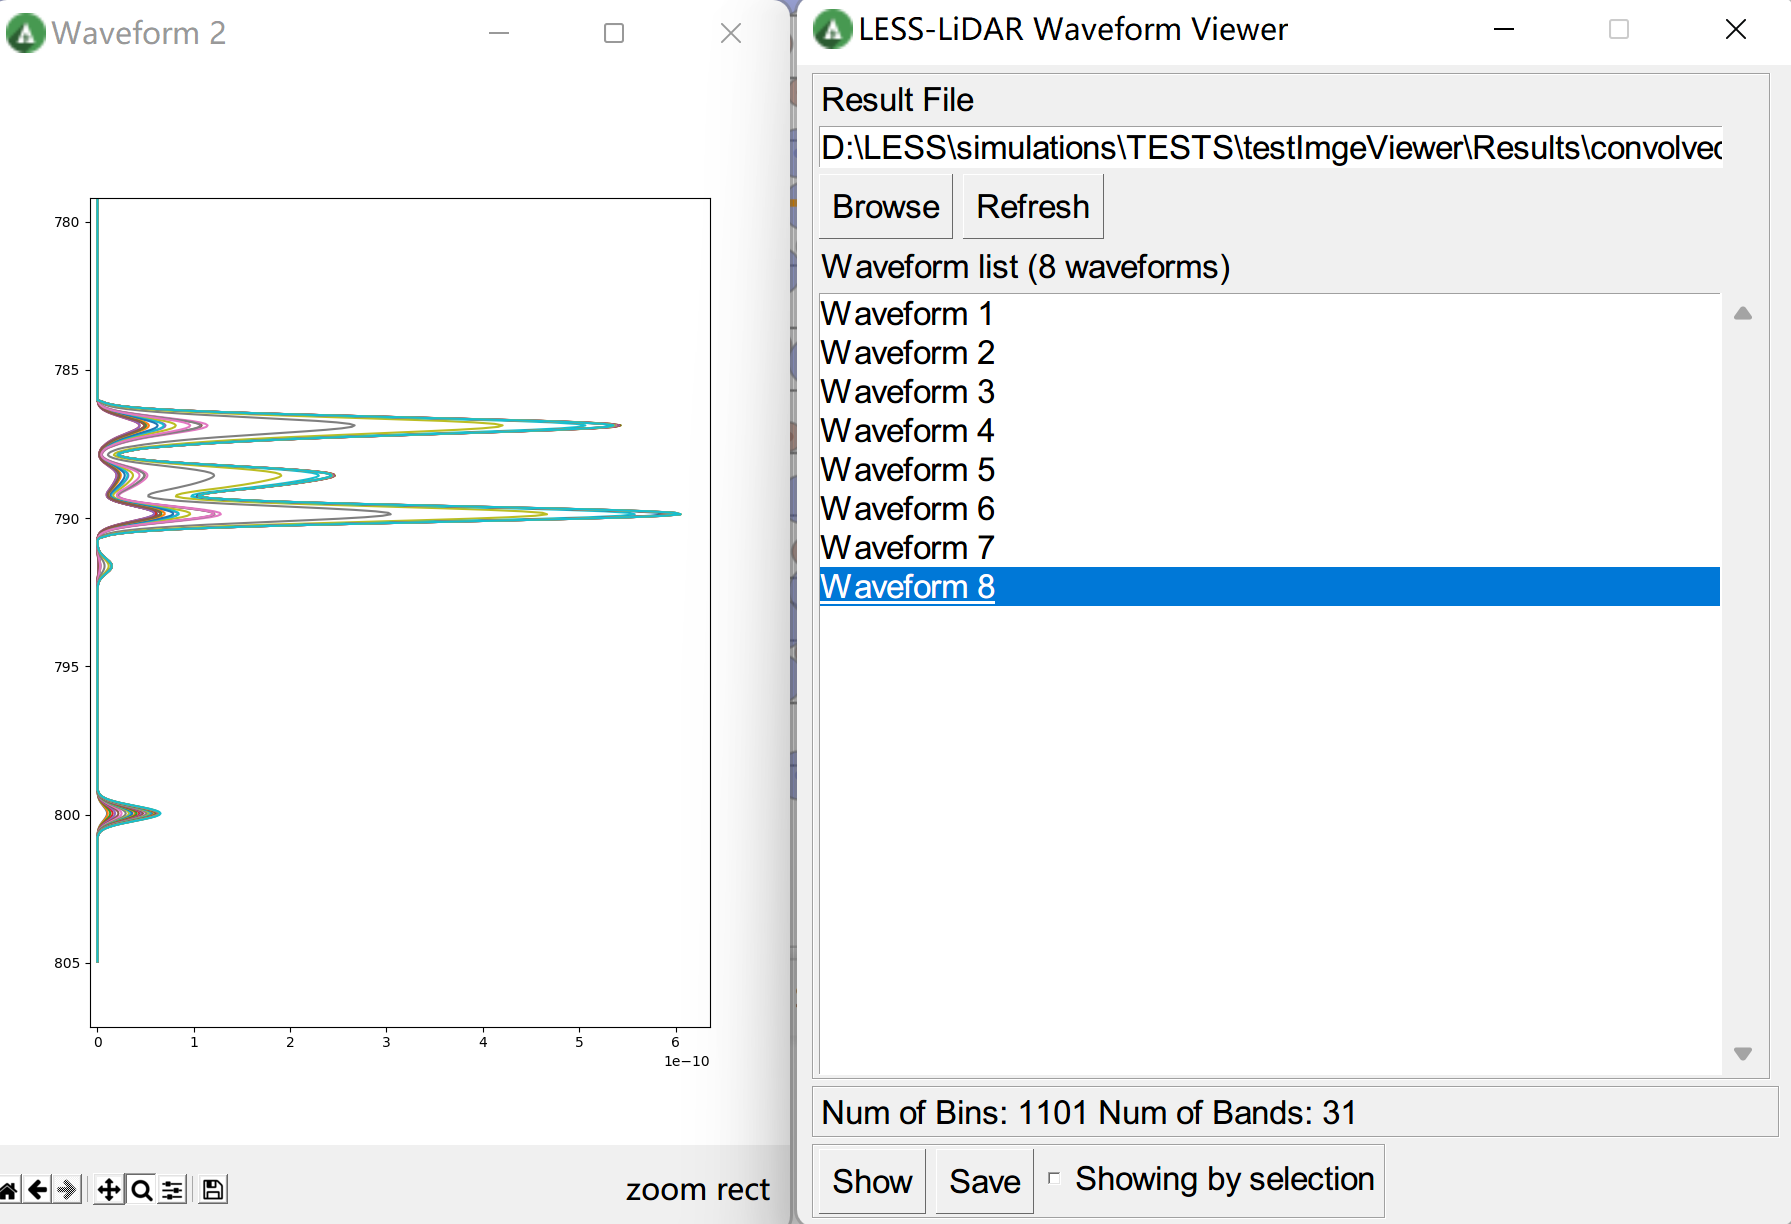 Waveform 2
780
785
790
795
800
805
0 1 2 3 4 5 6
1e−10
zoom rect
LESS-LiDAR Waveform Viewer
Result File
D:\LESS\simulations\TESTS\testImgeViewer\Results\convolved
Browse Refresh
Waveform list (8 waveforms)
Waveform 1
Waveform 2
Waveform 3
Waveform 4
Waveform 5
Waveform 6
Waveform 7
Waveform 8
Num of Bins: 1101 Num of Bands: 31
Show Save Showing by selection